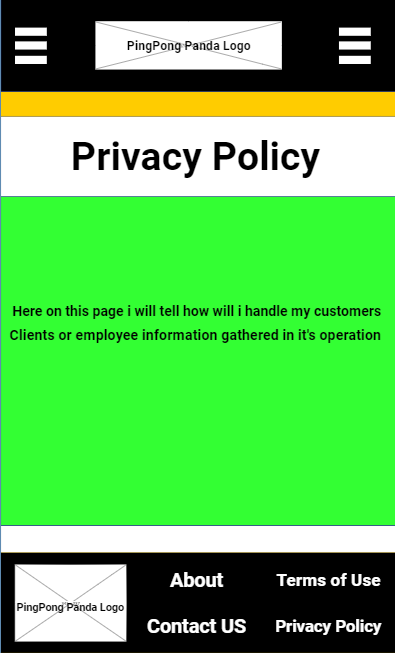 PingPong Panda Logo
Privacy Policy
Here on this page i will tell how will i handle my customers
Clients or employee information gathered in it's operation
About
Terms of Use
PingPong Panda Logo
Contact US
Privacy Policy